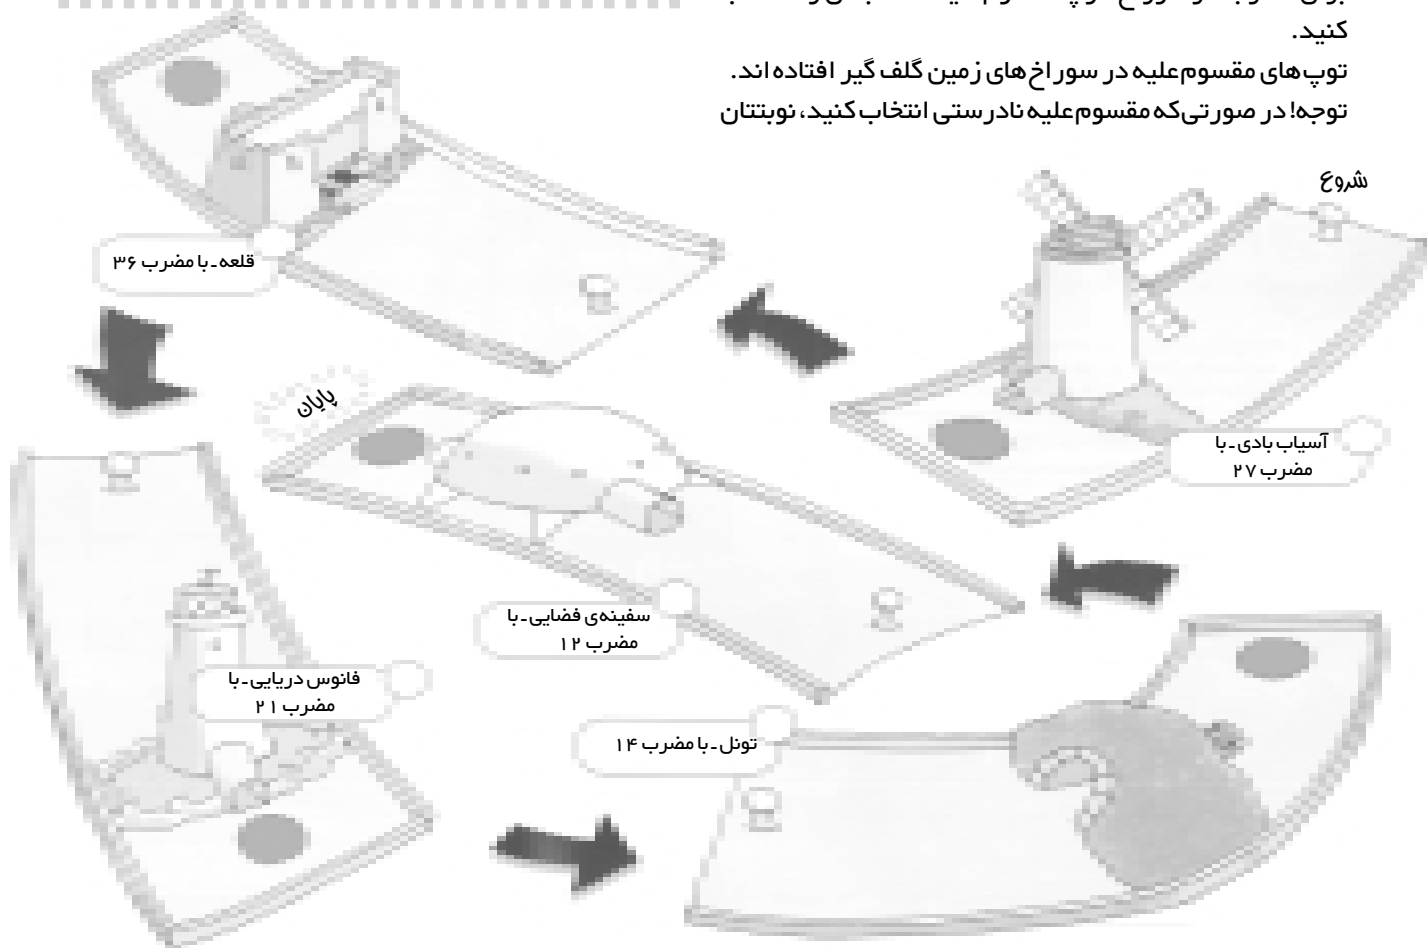 کنید.
توپ‌های مقسوم‌علیه در سوراخ‌های زمین گلف گیر افتاده اند.
توجه! در صورتی‌که مقسوم‌علیه نادرستی انتخاب کنید، نوبتتان
شروع
قلعه ـ با مضرب ۳۶
پایان
آسیاب بادی ـ با
مضرب ۲۷
سفینه‌ی فضایی ـ با
مضرب ۱۲
فانوس دریایی ـ با
مضرب ۲۱
تونل ـ با مضرب ۱۴